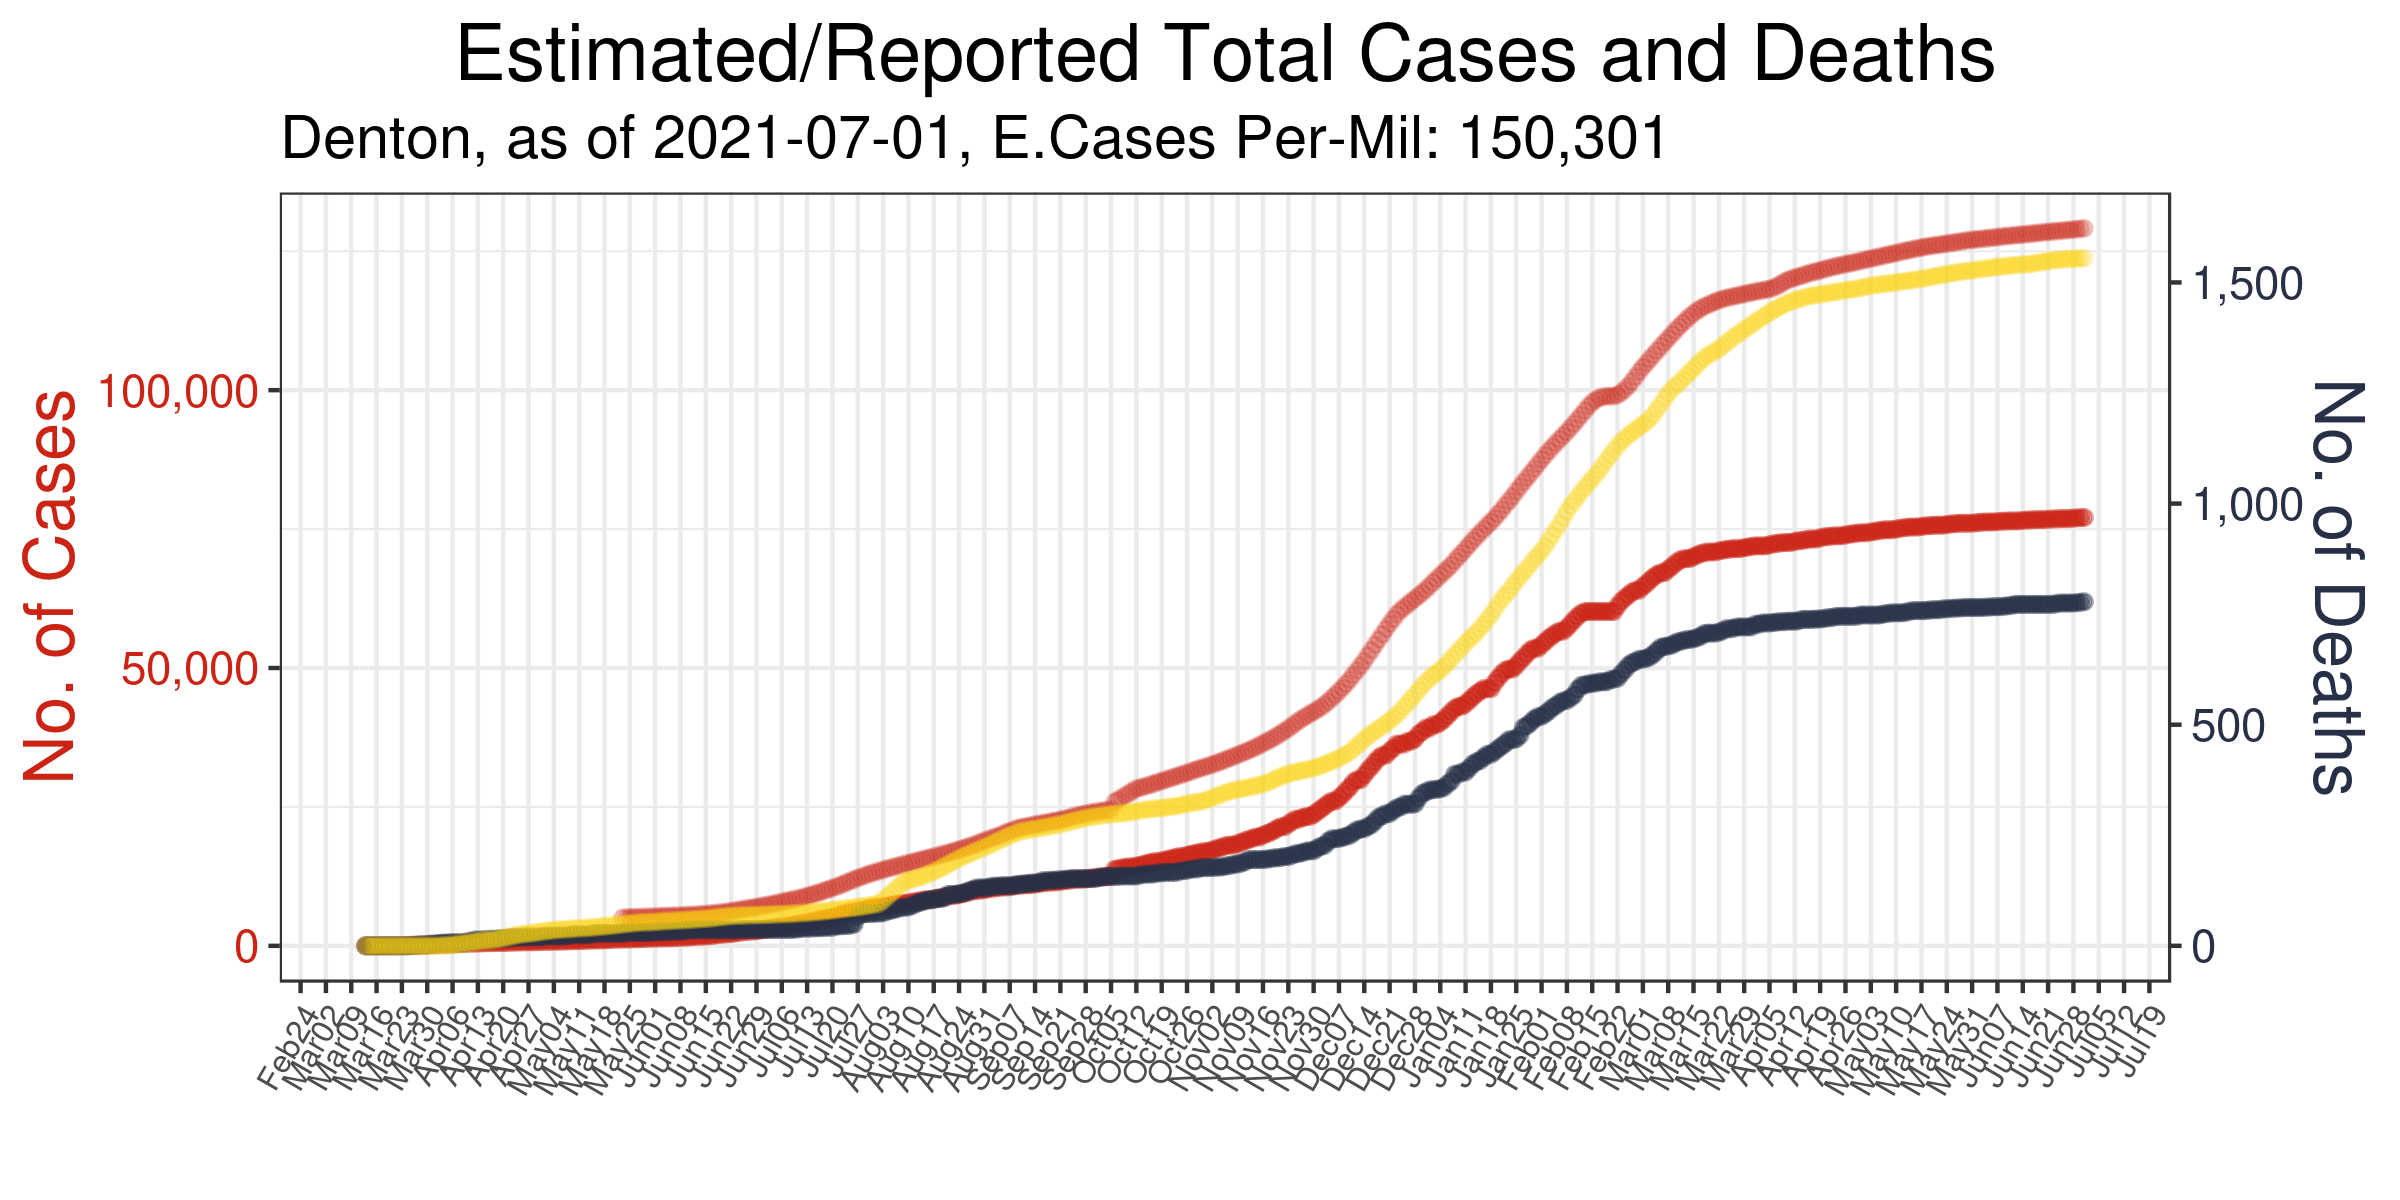 Estimated/Reported Total Cases and Deaths
Denton, as of 2021-07-01, E.Cases Per-Mil: 150,301
No. of Cases
100,000
50,000
0
1,500
1,000
500
0
No. of Deaths
Feb24
Mar02
Mar09
Mar16
Mar23
Mar30
Apr06
Apr13
Apr20
Apr27
May04
May11
May18
May25
Jun01
Jun08
Jun15
Jun22
Jun29
Jul06
Jul13
Jul20
Jul27
Aug03
Aug10
Aug17
Aug24
Aug31
Sep07
Sep14
Sep21
Sep28
Oct05
Oct12
Oct19
Oct26
Nov02
Nov09
Nov16
Nov23
Nov30
Dec07
Dec14
Dec21
Dec28
Jan04
Jan11
Jan18
Jan25
Feb01
Feb08
Feb15
Feb22
Mar01
Mar08
Mar15
Mar22
Mar29
Apr05
Apr12
Apr19
Apr26
May03
May10
May17
May24
May31
Jun07
Jun14
Jun21
Jun28
Jul05
Jul12
Jul19